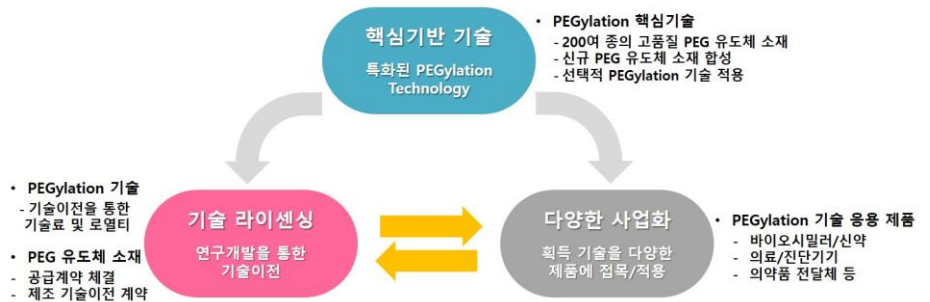 핵심기반 기술
특화된 PEGylation
Technology
• PEGylation 핵심기술
- 200여 종의 고품질 PEG 유도체 소재
- 신규 PEG 유도체 소재 합성
- 선택적 PEGylation 기술 적용
• PEGylation 기술
- 기술이전을 통한
기술료 및 로열티
• PEG 유도체 소재
- 공급계약 체결
- 제조 기술이전 계약
기술 라이센싱
연구개발을 통한
기술이전
다양한 사업화
획득 기술을 다양한
제품에 접목/적용
• PEGylation 기술 응용 제품
- 바이오시밀러/신약
- 의료/진단기기
- 의약품 전달체 등